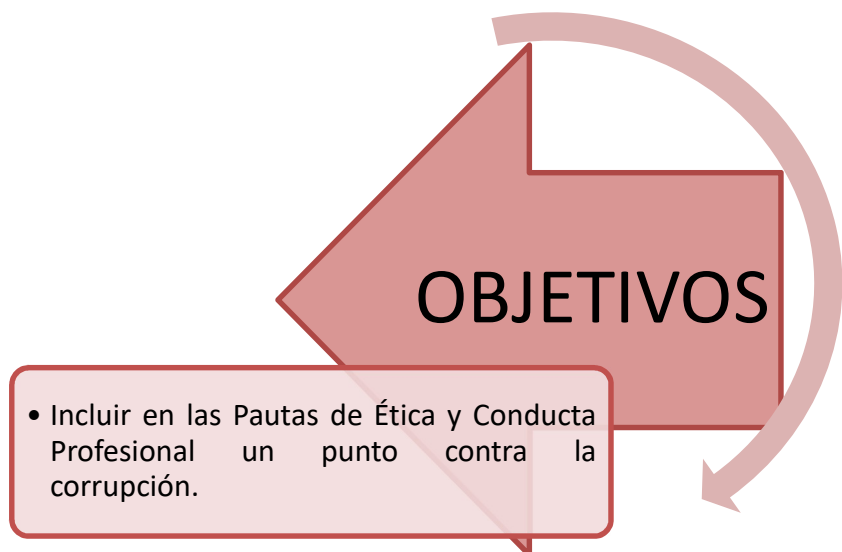 OBJETIVOS
• Incluir en las Pautas de Ética y Conducta
Profesional un punto contra la
corrupción.